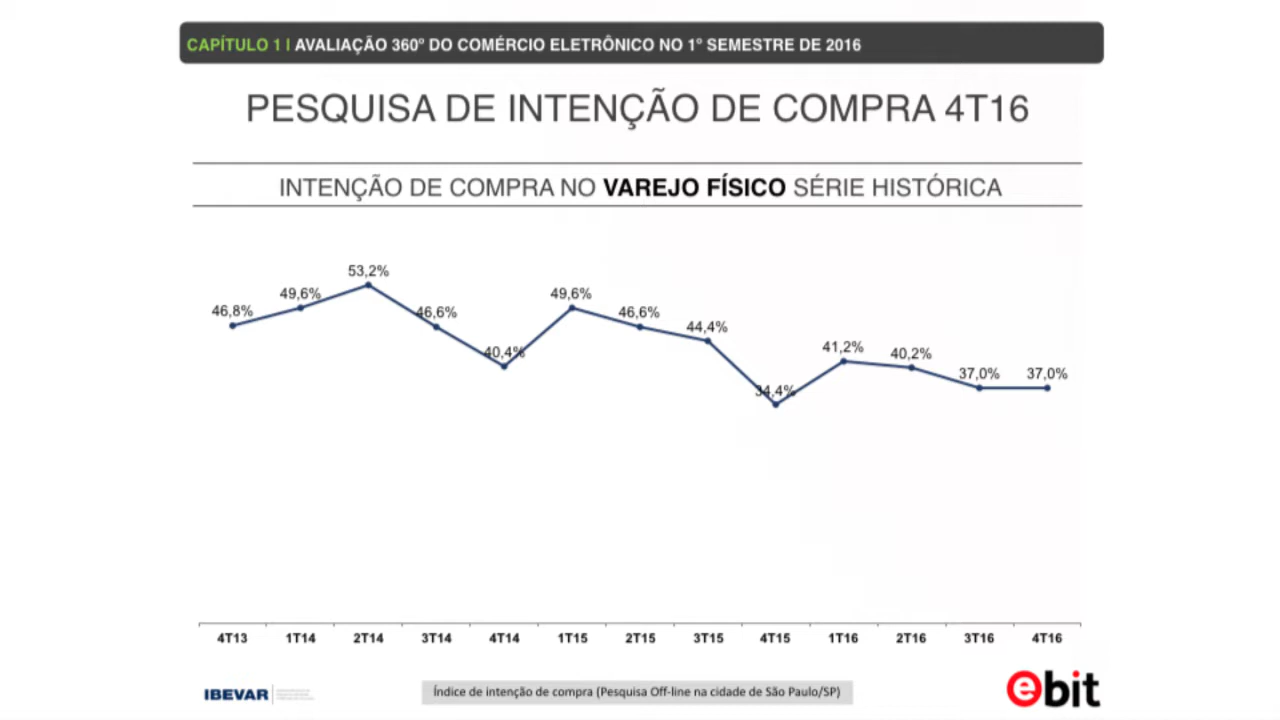 CAPÍTULO 1 I AVALIAÇÃO 360º DO COMÉRCIO ELETRÔNICO NO 1º SEMESTRE DE 2016
PESQUISA DE INTENÇÃO DE COMPRA 4T16
INTENÇÃO DE COMPRA NO VAREJO FÍSICO SÉRIE HISTÓRICA
46,8% 49,6% 53,2% 46,6% 40,4% 49,6% 46,6% 44,4% 34,4% 41,2% 40,2% 37,0% 37,0%
4T13 1T14 2T14 3T14 4T14 1T15 2T15 3T15 4T15 1T16 2T16 3T16 4T16
IBEVAR
Índice de intenção de compra (Pesquisa Off-line na cidade de São Paulo/SP)
ebit